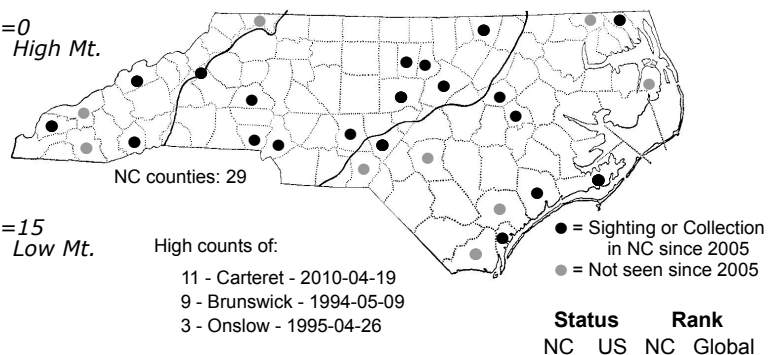 =0
High Mt.
NC counties: 29
=15
Low Mt.
High counts of:
11 - Carteret - 2010-04-19
9 - Brunswick - 1994-05-09
3 - Onslow - 1995-04-26
= Sighting or Collection
in NC since 2005
= Not seen since 2005
Status Rank
NC US NC Global